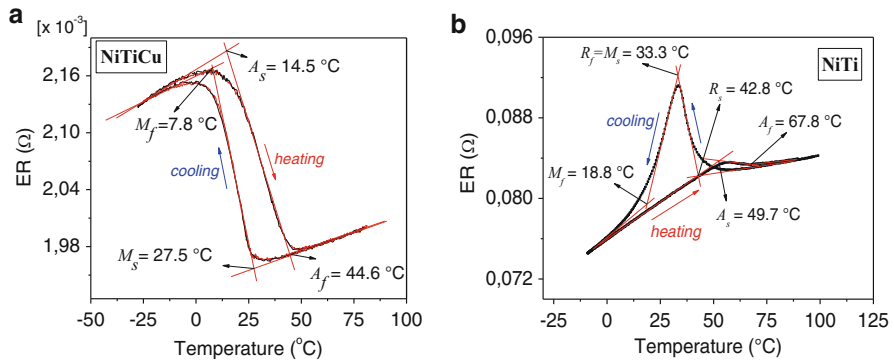 a
[x 10⁻³]
NiTiCu
2,16
2,10
2,04
1,98
ER (Ω)
A_s = 14.5 °C
M_f =7.8 °C
cooling
heating
M_s = 27.5 °C
A_f = 44.6 °C
-50 -25 0 25 50 75 100
Temperature (°C)
b
0,096
0,088
0,080
0,072
ER (Ω)
R_f=M_s = 33.3 °C
NiTi
R_s = 42.8 °C
cooling
A_f = 67.8 °C
M_f = 18.8 °C
A_s = 49.7 °C
heating
-25 0 25 50 75 100 125
Temperature (°C)